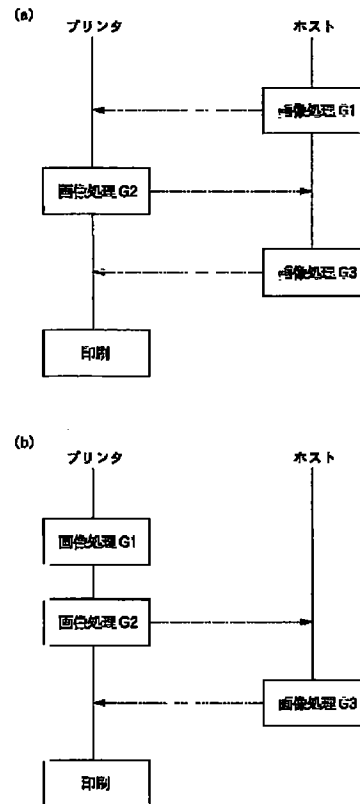 (a)
プリンタ ホスト
画像処理 G1
画像処理 G2
画像処理 G3
印刷
(b)
プリンタ ホスト
画像処理 G1
画像処理 G2
画像処理 G3
印刷